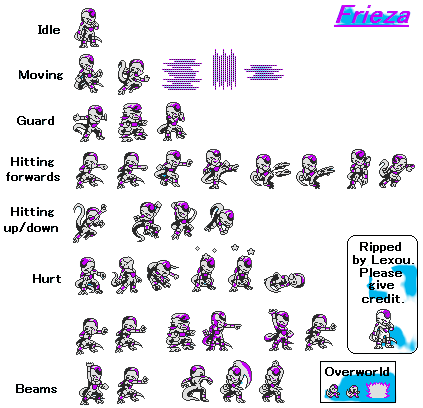 Frieza
Idle
Moving
Guard
Hitting
forwards
Hitting
up/down
Hurt
Ripped
by Lexou.
Please
give
credit.
Beams
Overworld